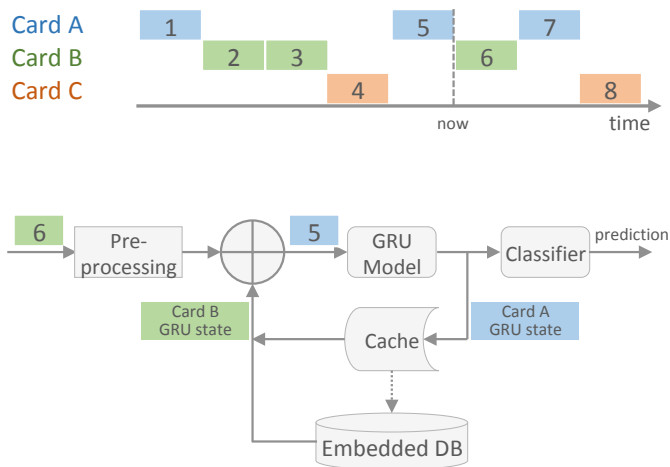 Card A
1
5
7
Card B
2
3
6
Card C
4
8
now
time
6
5
Pre-
processing
GRU
Model
Classifier
prediction
Card B
GRU state
Cache
Card A
GRU state
Embedded DB